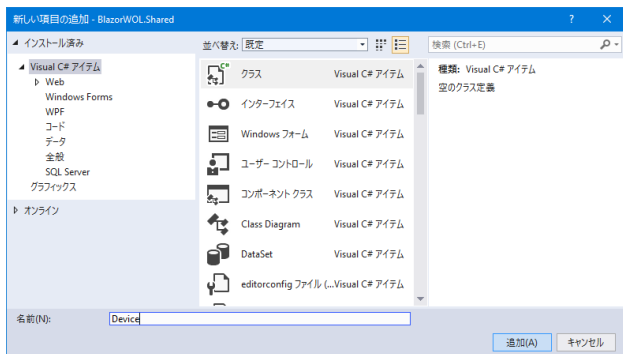 新しい項目の追加 - BlazorWOL.Shared
インストール済み
並べ替え: 既定
検索 (Ctrl+E)
Visual C# アイテム
Web
Windows Forms
WPF
コード
データ
全般
SQL Server
グラフィックス
オンライン
クラス Visual C# アイテム
インターフェイス Visual C# アイテム
Windows フォーム Visual C# アイテム
ユーザー コントロール Visual C# アイテム
コンポーネント クラス Visual C# アイテム
Class Diagram Visual C# アイテム
DataSet Visual C# アイテム
editorconfig ファイル (...Visual C# アイテム
種類: Visual C# アイテム
空のクラス定義
名前(N): Device
追加(A) キャンセル